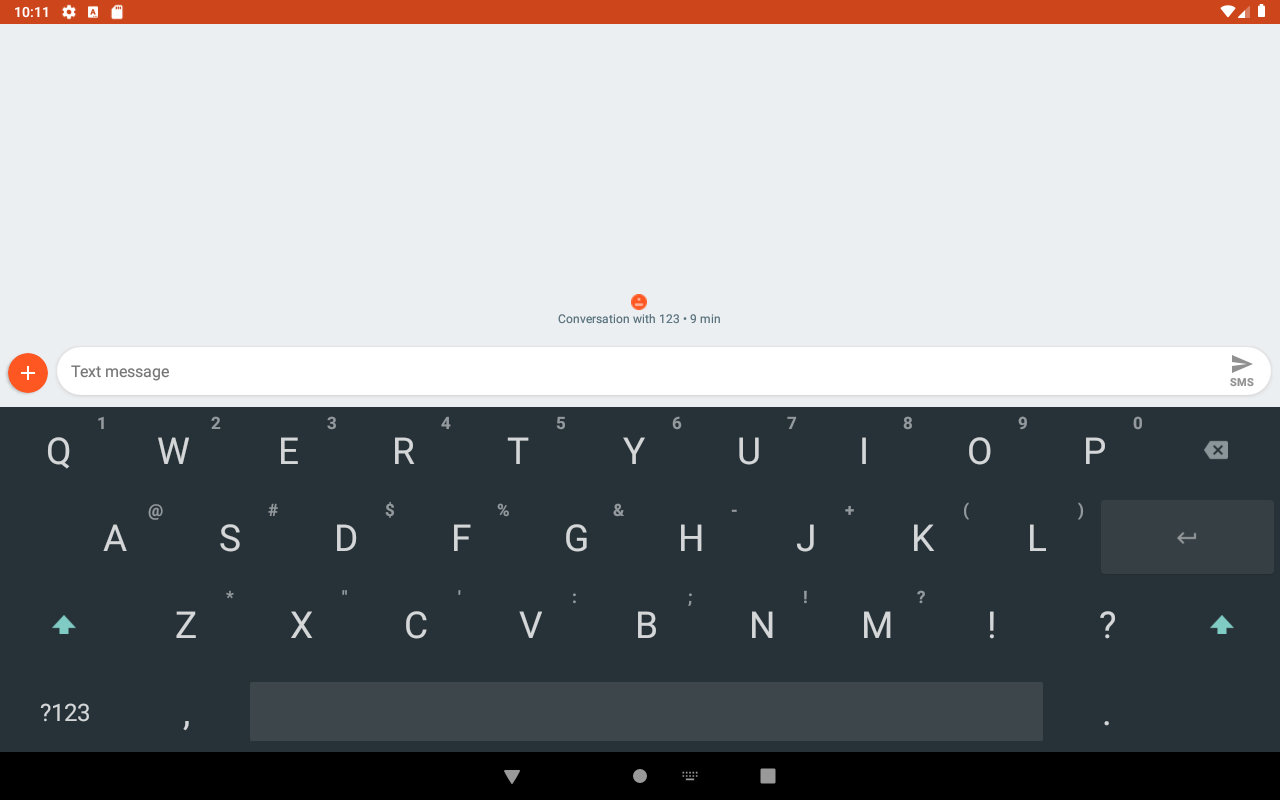 10:11
Conversation with 123 • 9 min
Text message
SMS
Q 1 W 2 E 3 R 4 T 5 Y 6 U 7 I 8 O 9 P 0
A @ S # D $ F % G & H - J + K ( L )
Z * X " C ' V : B ; N ! M ? ! ?
?123 , .